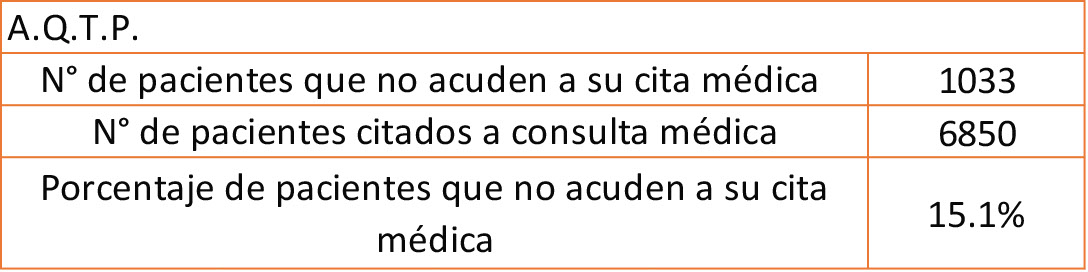 A.Q.T.P.
N° de pacientes que no acuden a su cita médica 1033
N° de pacientes citados a consulta médica 6850
Porcentaje de pacientes que no acuden a su cita
médica 15.1%